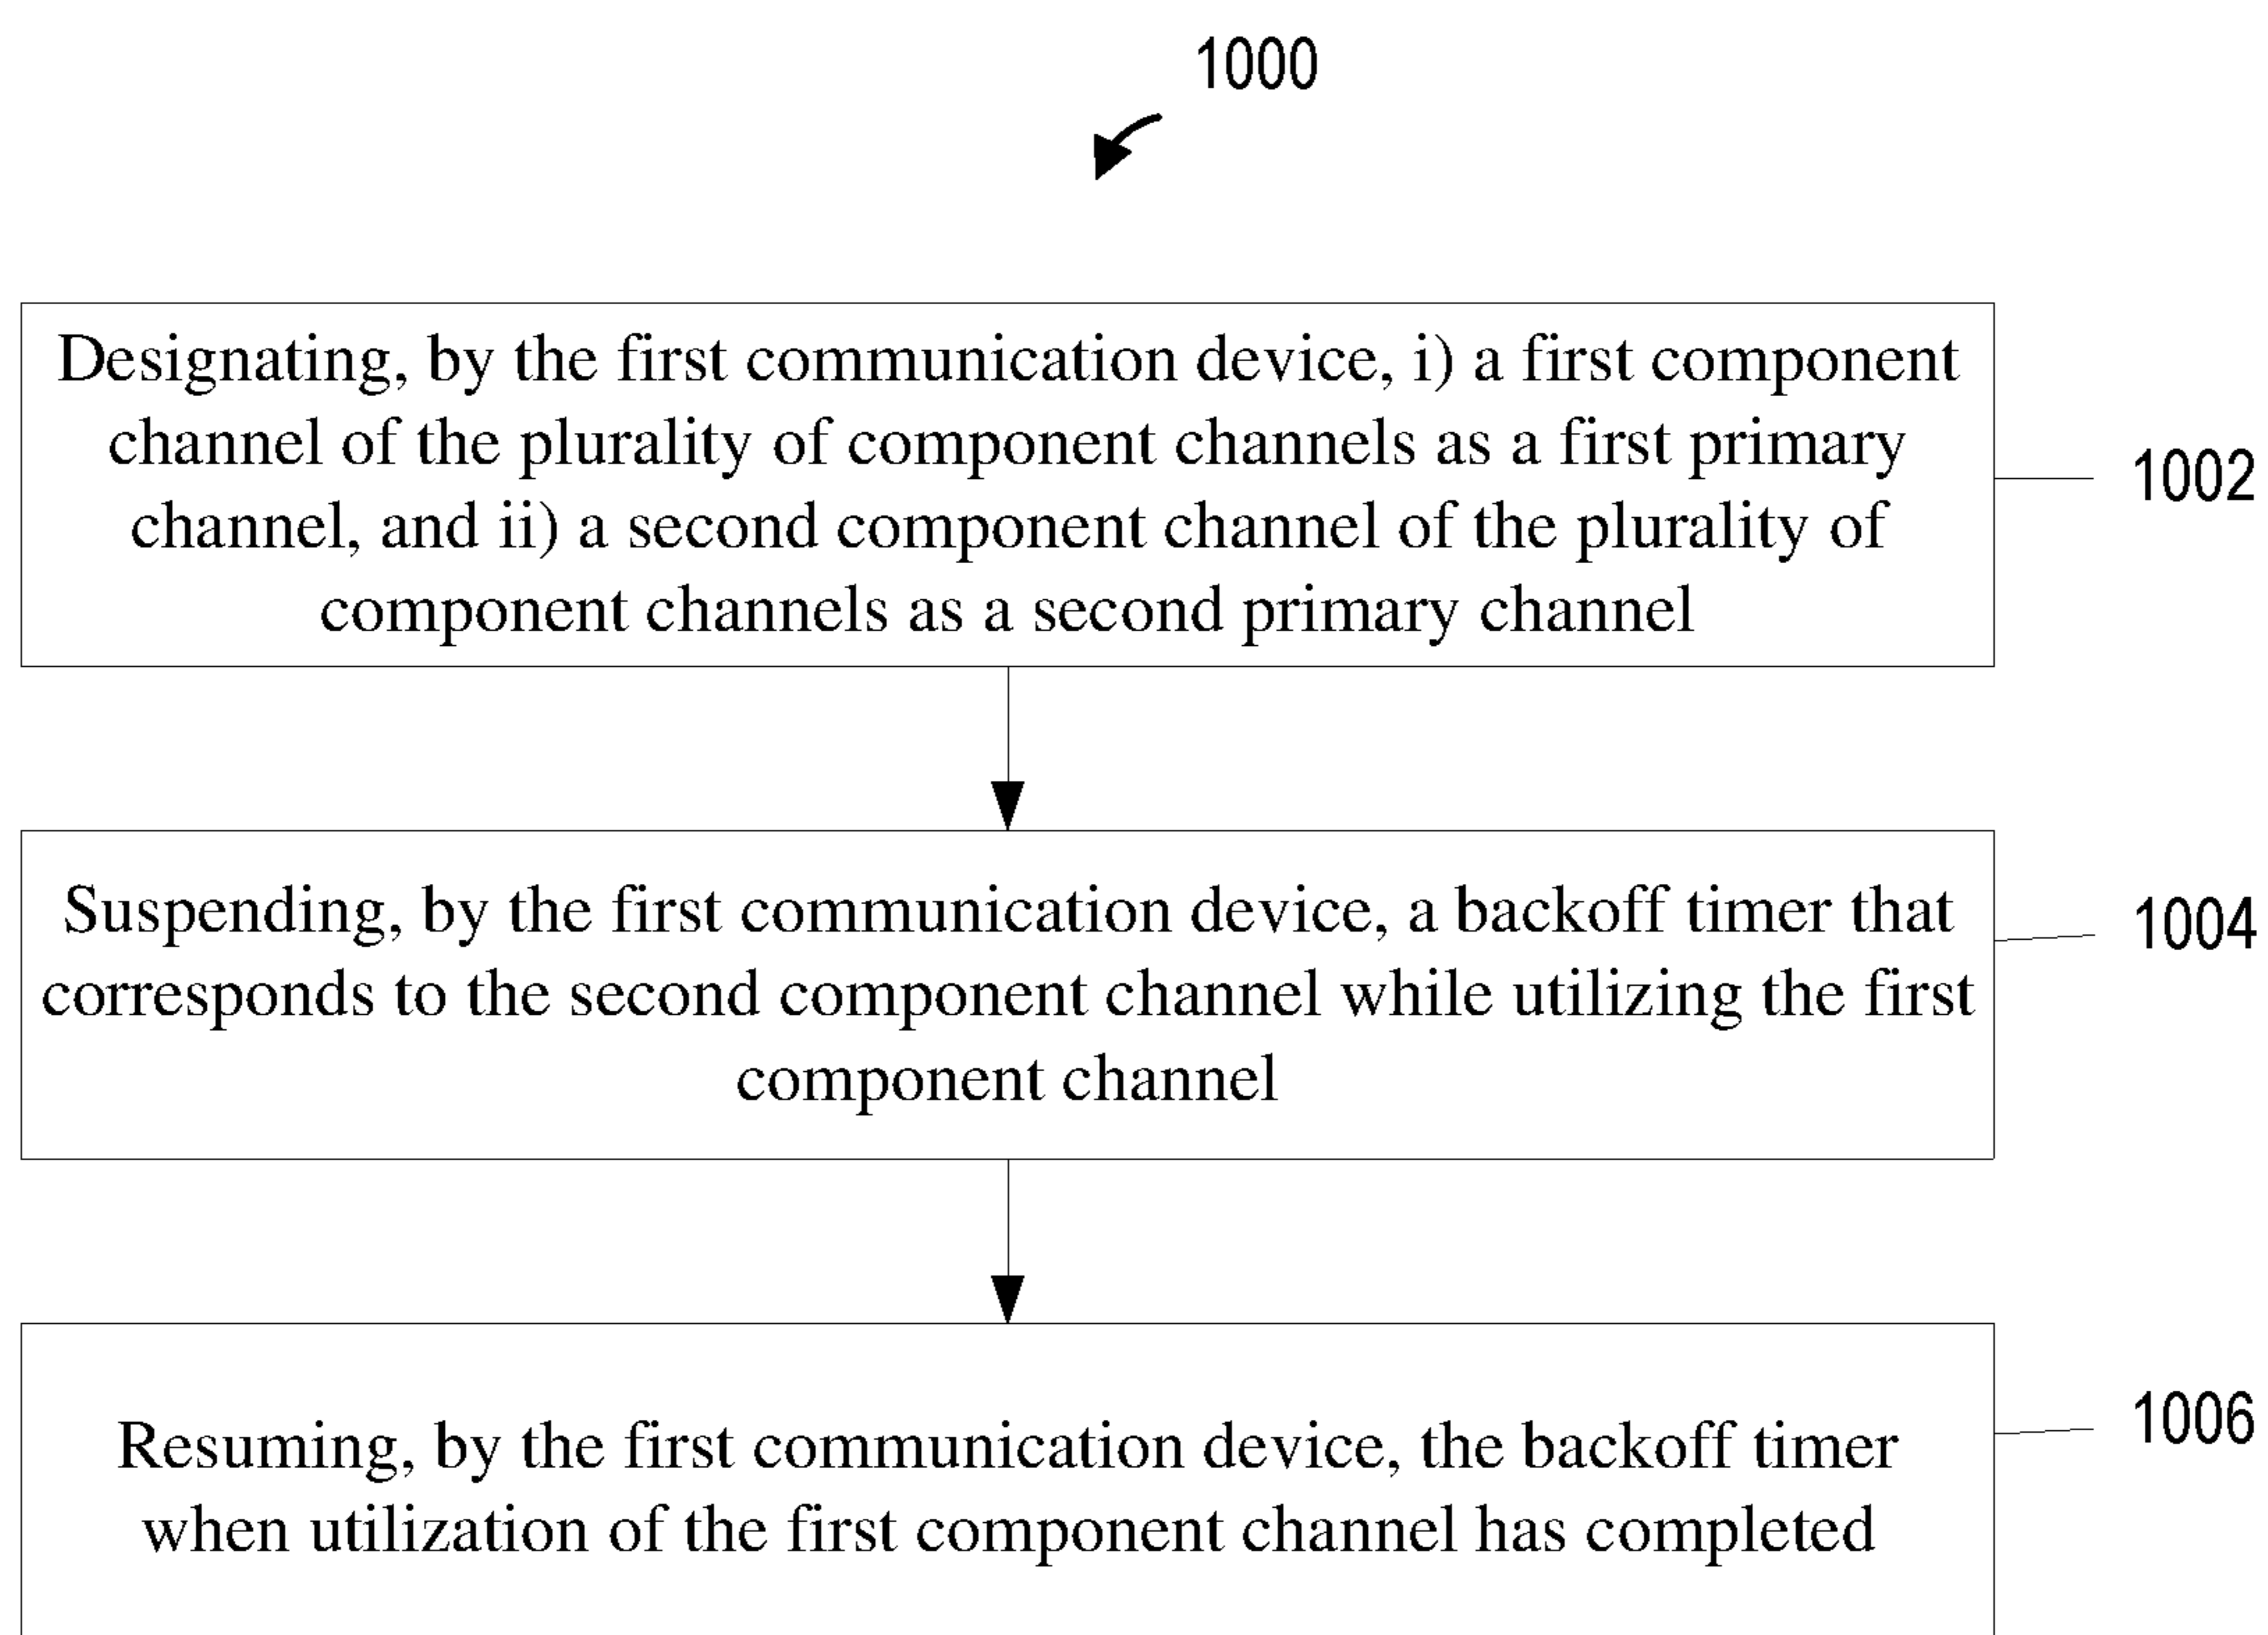 1000
Designating, by the first communication device, i) a first component
channel of the plurality of component channels as a first primary
channel, and ii) a second component channel of the plurality of
component channels as a second primary channel
1002
Suspending, by the first communication device, a backoff timer that
corresponds to the second component channel while utilizing the first
component channel
1004
Resuming, by the first communication device, the backoff timer
when utilization of the first component channel has completed
1006